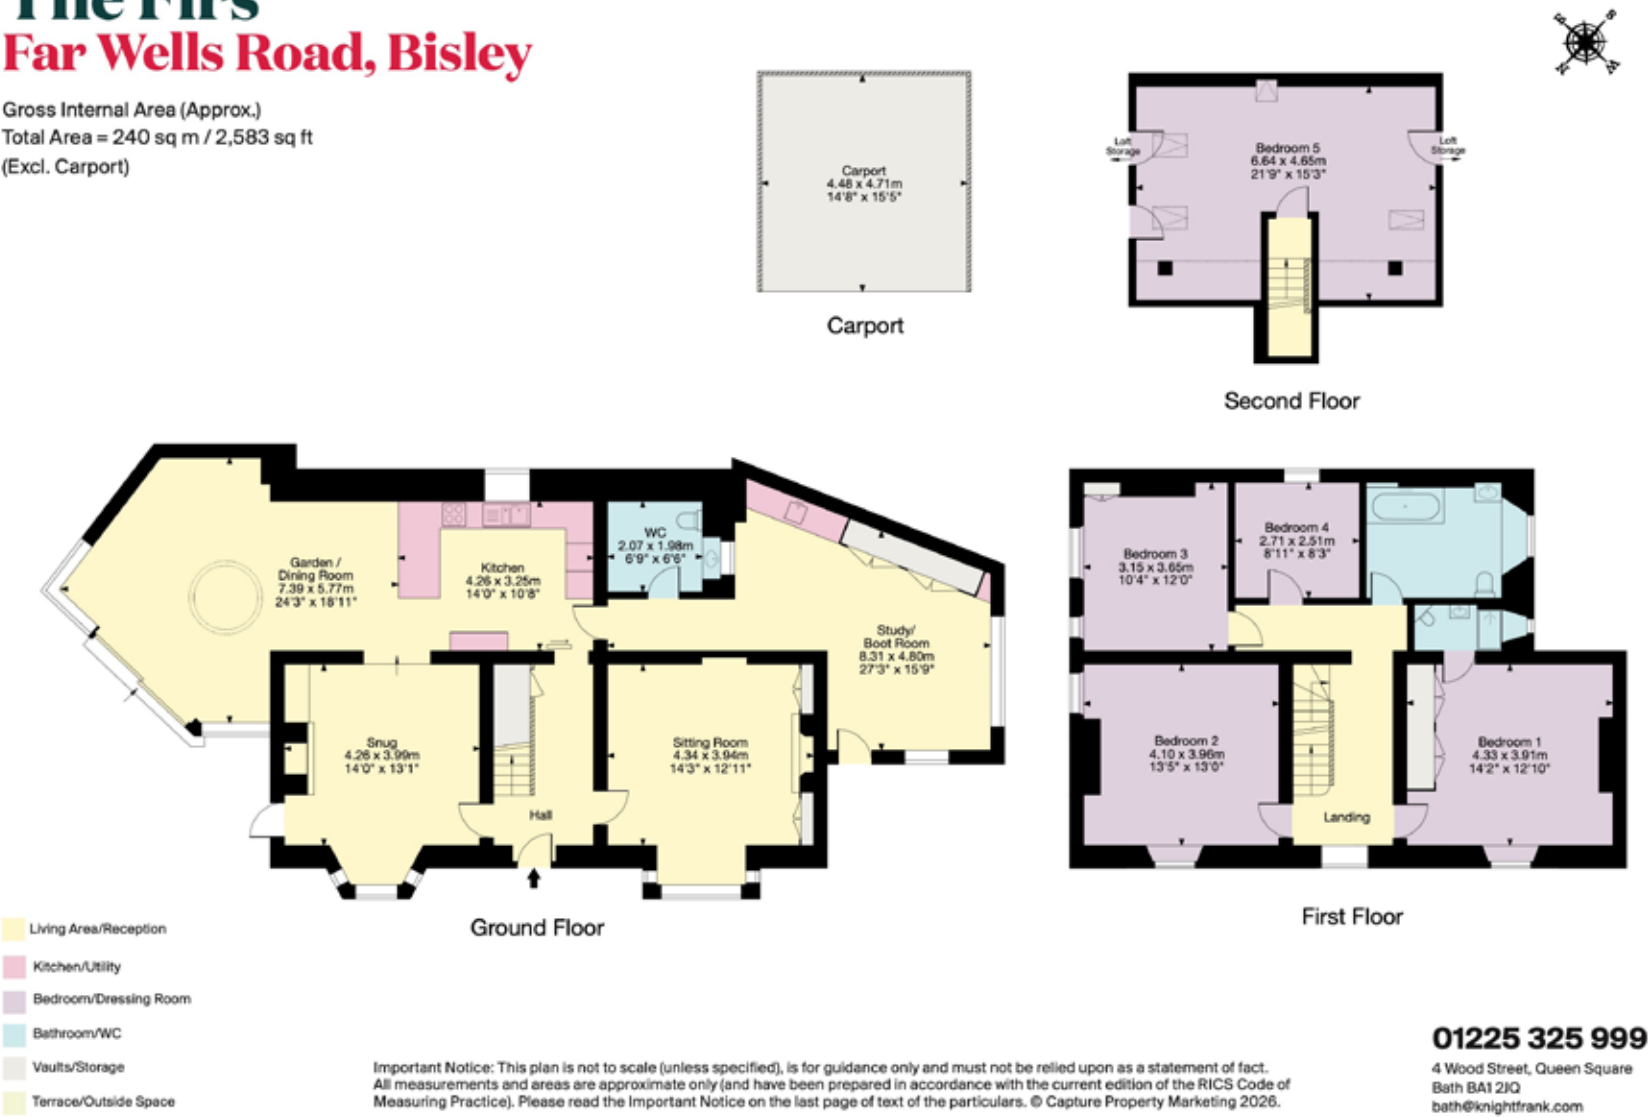 The Firs
Far Wells Road, Bisley
Gross Internal Area (Approx.)
Total Area = 240 sq m / 2,583 sq ft
(Excl. Carport)
Carport
4.48 x 4.71m
14'8" x 15'5"
Carport
Loft
Storage
Bedroom 5
6.64 x 4.65m
21'9" x 15'3"
Loft
Storage
Second Floor
Garden /
Dining Room
7.39 x 5.77m
24'3" x 18'11"
Kitchen
4.26 x 3.25m
14'0" x 10'8"
WC
2.07 x 1.98m
6'9" x 6'6"
Study/
Boot Room
8.31 x 4.80m
27'3" x 15'9"
Snug
4.26 x 3.99m
14'0" x 13'1"
Hall
Sitting Room
4.34 x 3.94m
14'3" x 12'11"
Ground Floor
Bedroom 3
3.15 x 3.65m
10'4" x 12'0"
Bedroom 4
2.71 x 2.51m
8'11" x 8'3"
Bedroom 2
4.10 x 3.96m
13'5" x 13'0"
Landing
Bedroom 1
4.33 x 3.91m
14'2" x 12'10"
First Floor
Living Area/Reception
Kitchen/Utility
Bedroom/Dressing Room
Bathroom/WC
Vaults/Storage
Terrace/Outside Space
Important Notice: This plan is not to scale (unless specified), is for guidance only and must not be relied upon as a statement of fact.
All measurements and areas are approximate only (and have been prepared in accordance with the current edition of the RICS Code of
Measuring Practice). Please read the Important Notice on the last page of text of the particulars. © Capture Property Marketing 2026.
01225 325 999
4 Wood Street, Queen Square
Bath BA1 2JQ
bath@knightfrank.com